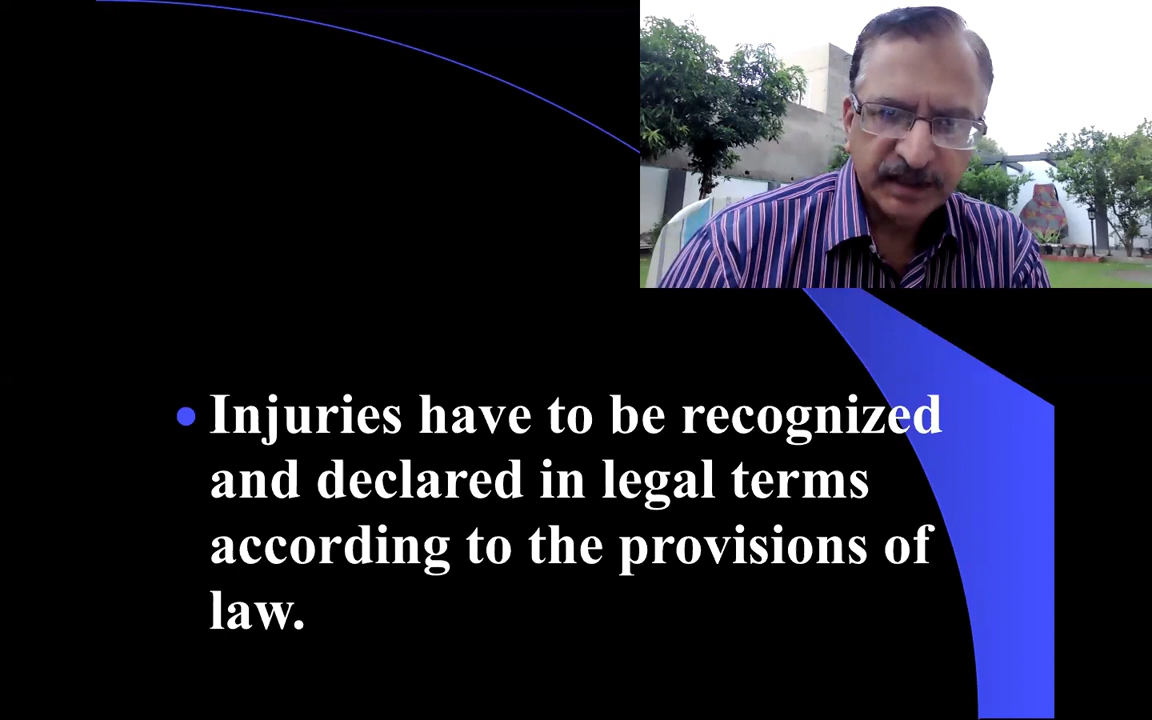 Injuries have to be recognized
and declared in legal terms
according to the provisions of
law.